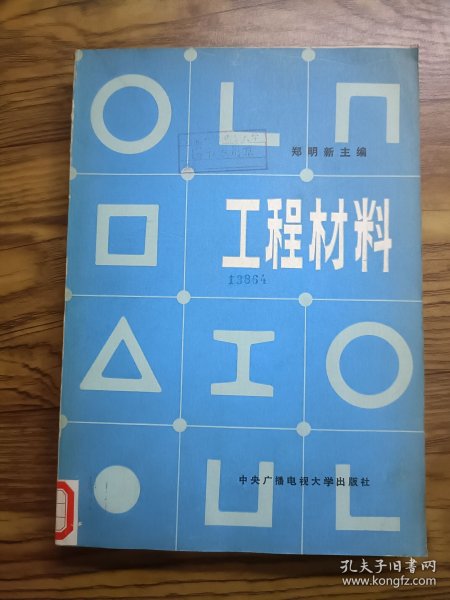 郑明新主编
工程材料
13864
中央广播电视大学出版社
孔夫子旧书网
www.kongfz.com